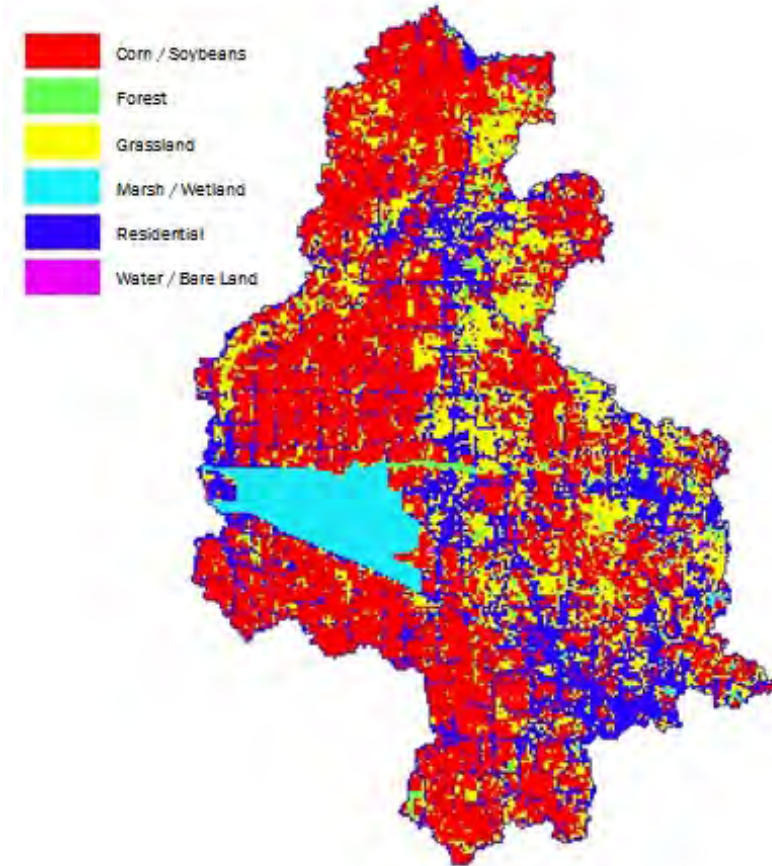 Corn / Soybeans
Forest
Grassland
Marsh / Wetland
Residential
Water / Bare Land